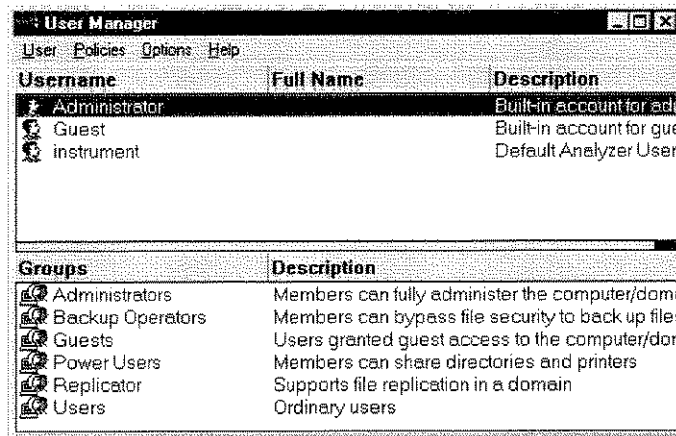 User Manager
User Policies Options Help
Username Full Name Description
Administrator Built-in account for ad
Guest Built-in account for gue
instrument Default Analyzer User
Groups Description
Administrators Members can fully administer the computer/dom
Backup Operators Members can bypass file security to back up file
Guests Users granted guest access to the computer/do
Power Users Members can share directories and printers
Replicator Supports file replication in a domain
Users Ordinary users